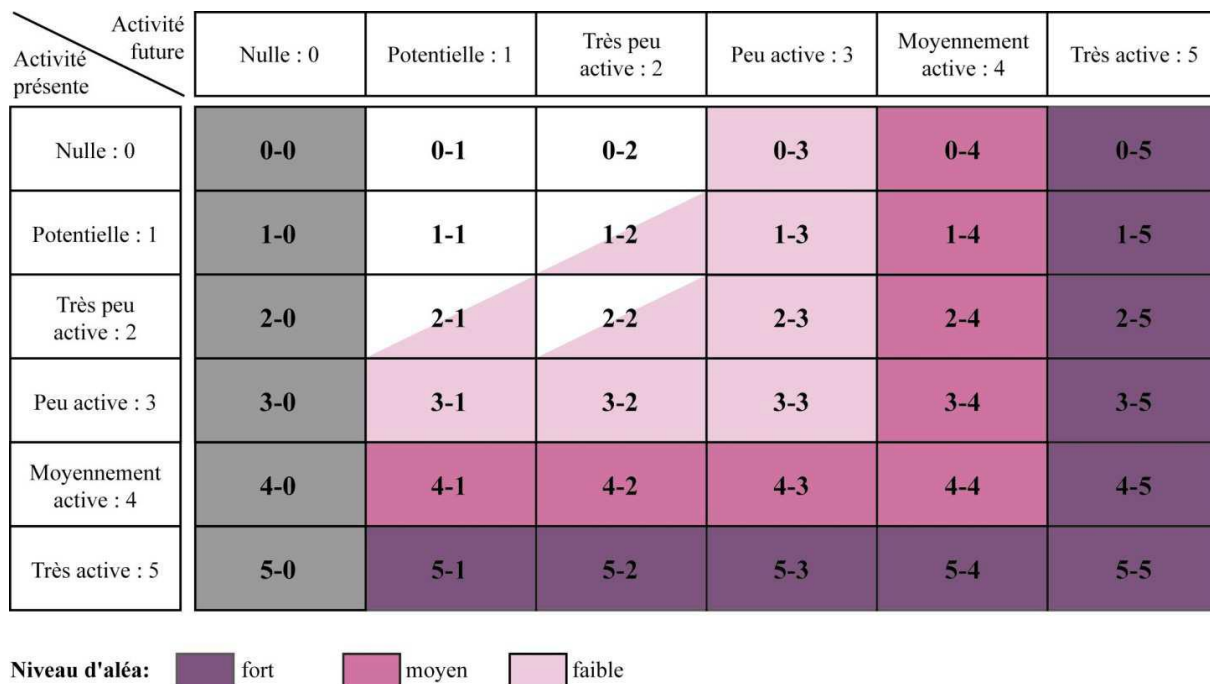 Activité
future
Activité
présente
Nulle : 0
Potentielle : 1
Très peu
active : 2
Peu active : 3
Moyennement
active : 4
Très active : 5
Nulle : 0
0-0
0-1
0-2
0-3
0-4
0-5
Potentielle : 1
1-0
1-1
1-2
1-3
1-4
1-5
Très peu
active : 2
2-0
2-1
2-2
2-3
2-4
2-5
Peu active : 3
3-0
3-1
3-2
3-3
3-4
3-5
Moyennement
active : 4
4-0
4-1
4-2
4-3
4-4
4-5
Très active : 5
5-0
5-1
5-2
5-3
5-4
5-5
Niveau d'aléa:
fort
moyen
faible